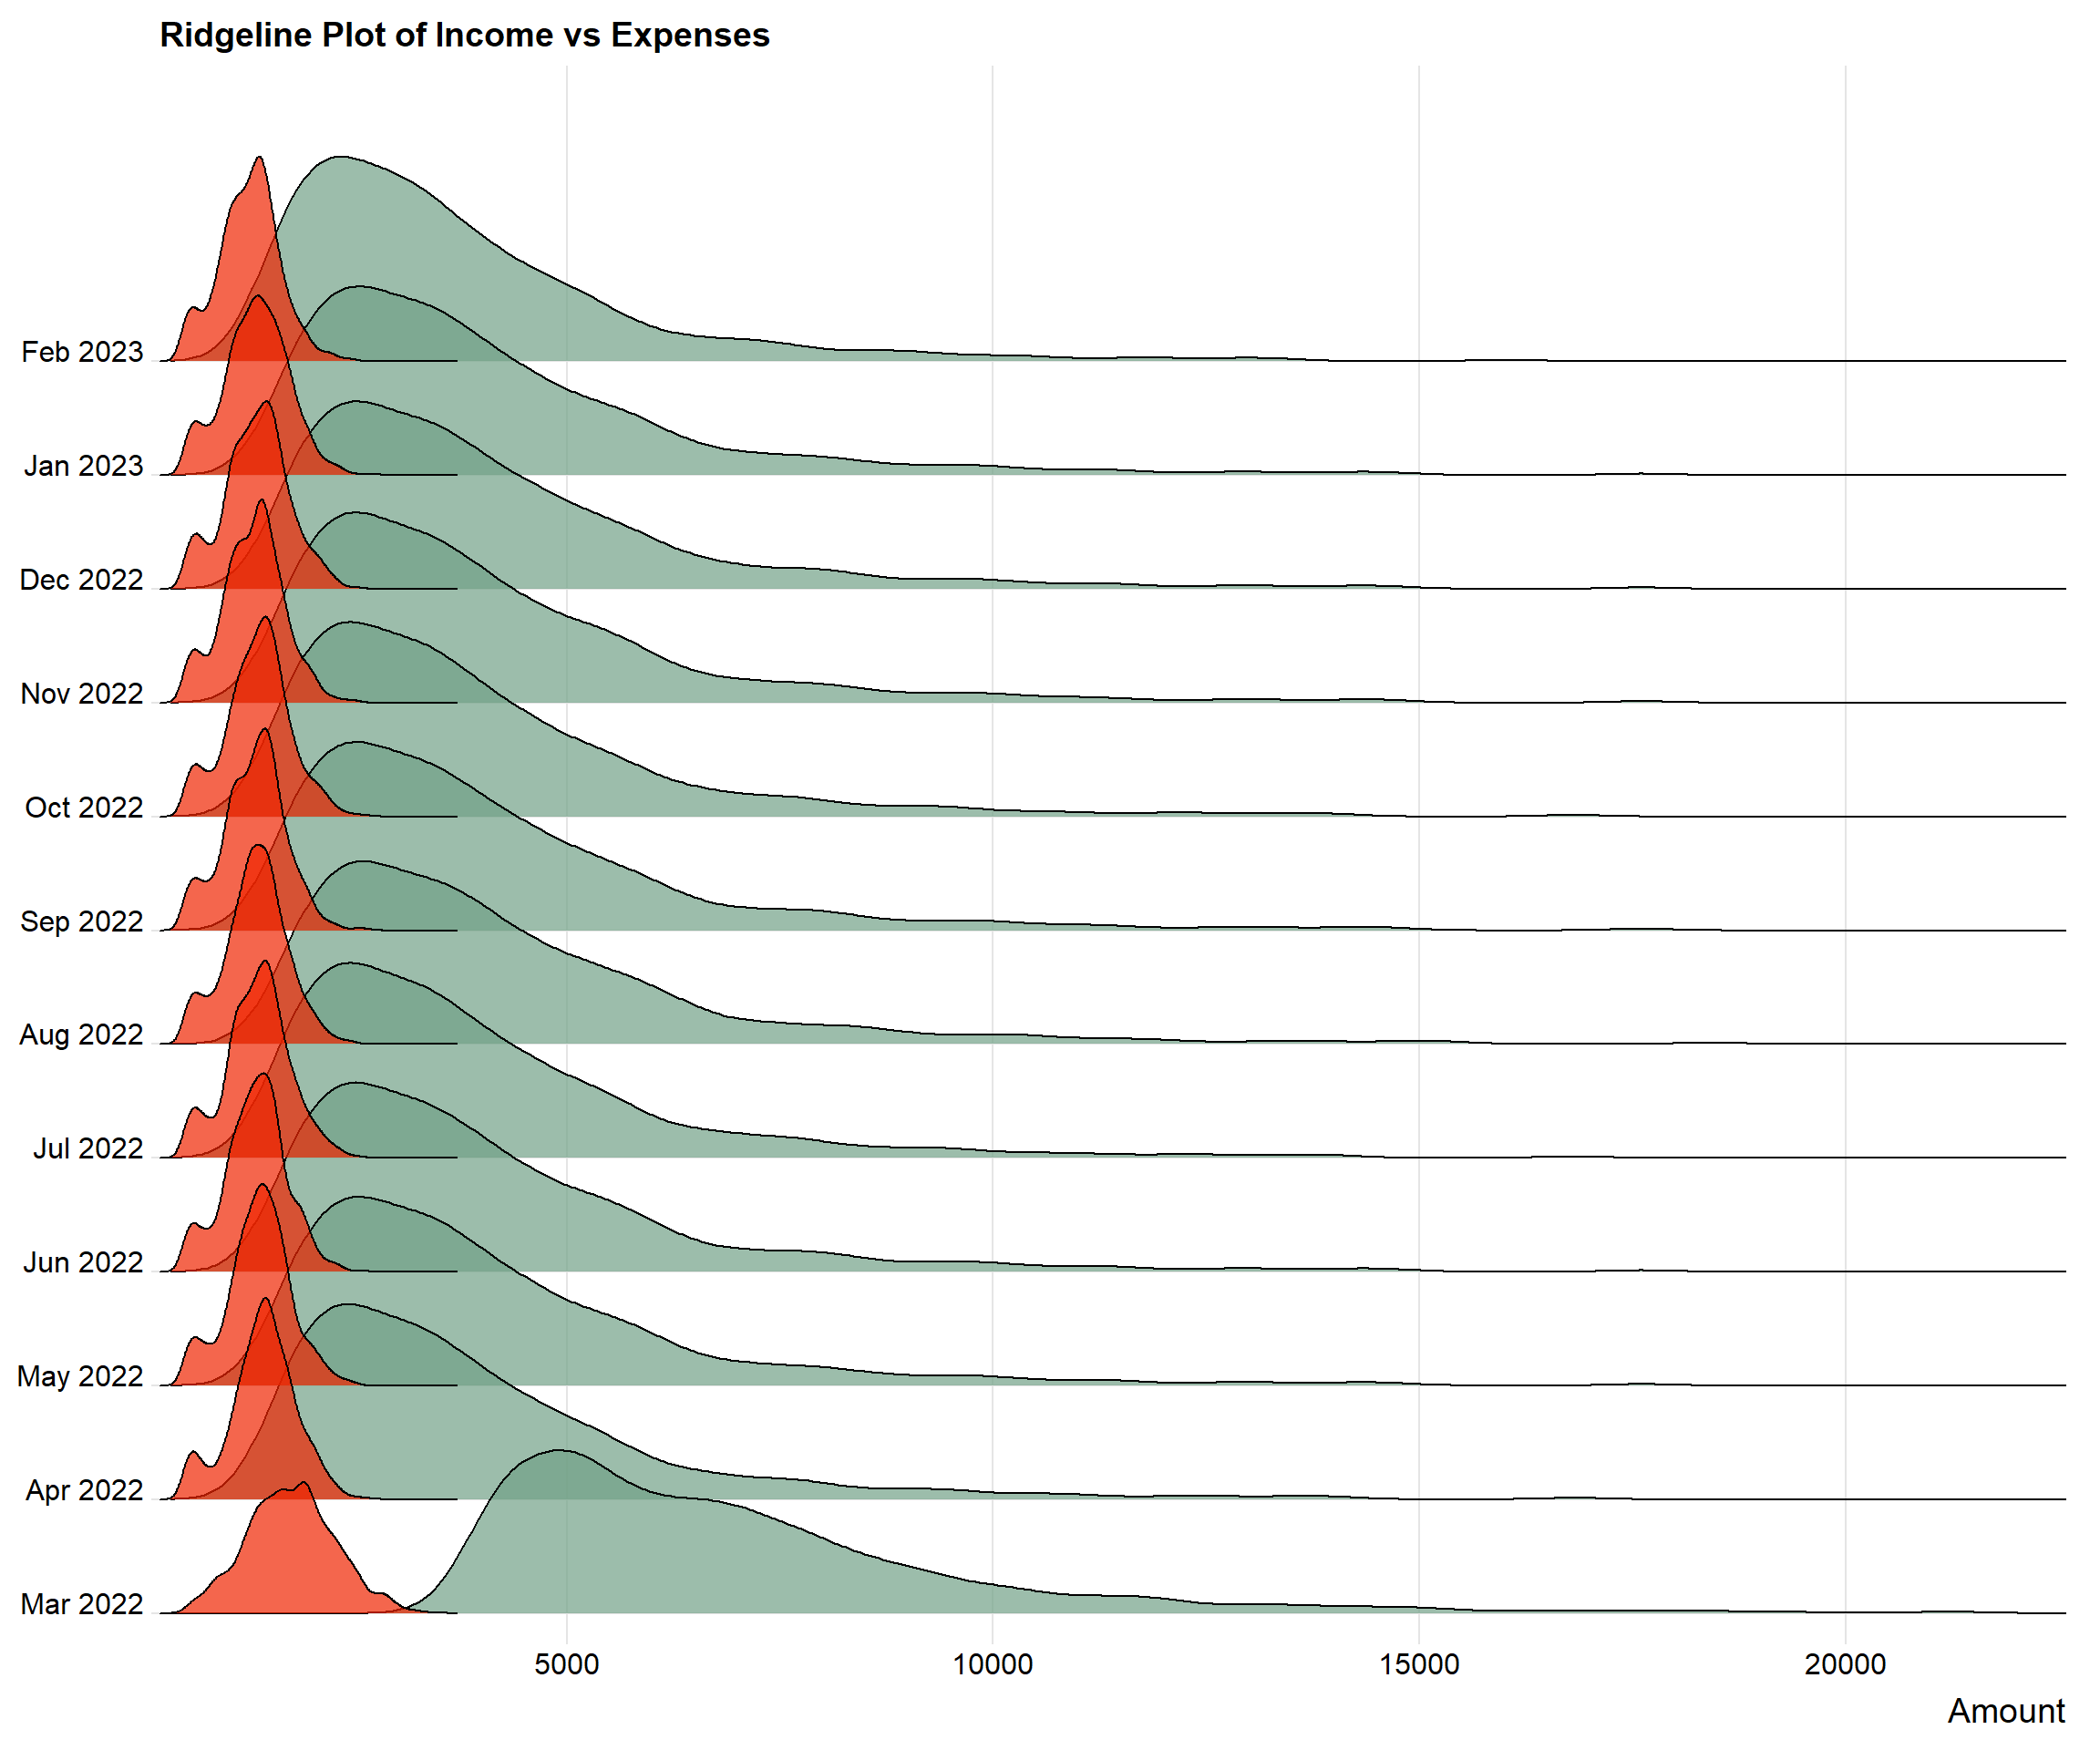 Ridgeline Plot of Income vs Expenses
Feb 2023
Jan 2023
Dec 2022
Nov 2022
Oct 2022
Sep 2022
Aug 2022
Jul 2022
Jun 2022
May 2022
Apr 2022
Mar 2022
5000 10000 15000 20000
Amount